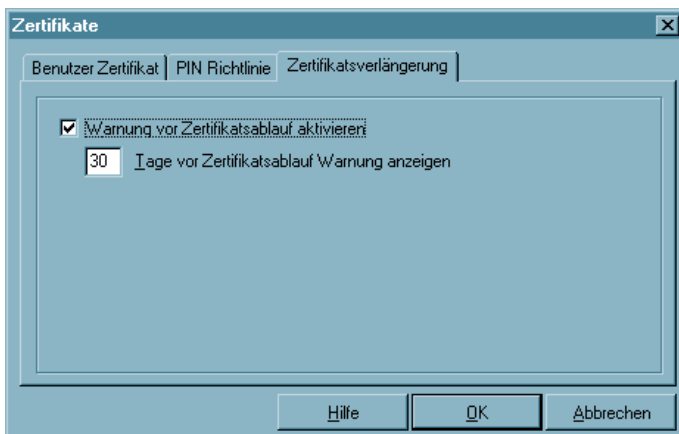 Zertifikate
Benutzer Zertifikat PIN Richtlinie Zertifikatsverlängerung
Warnung vor Zertifikatsablauf aktivieren
30 Tage vor Zertifikatsablauf Warnung anzeigen
Hilfe OK Abbrechen